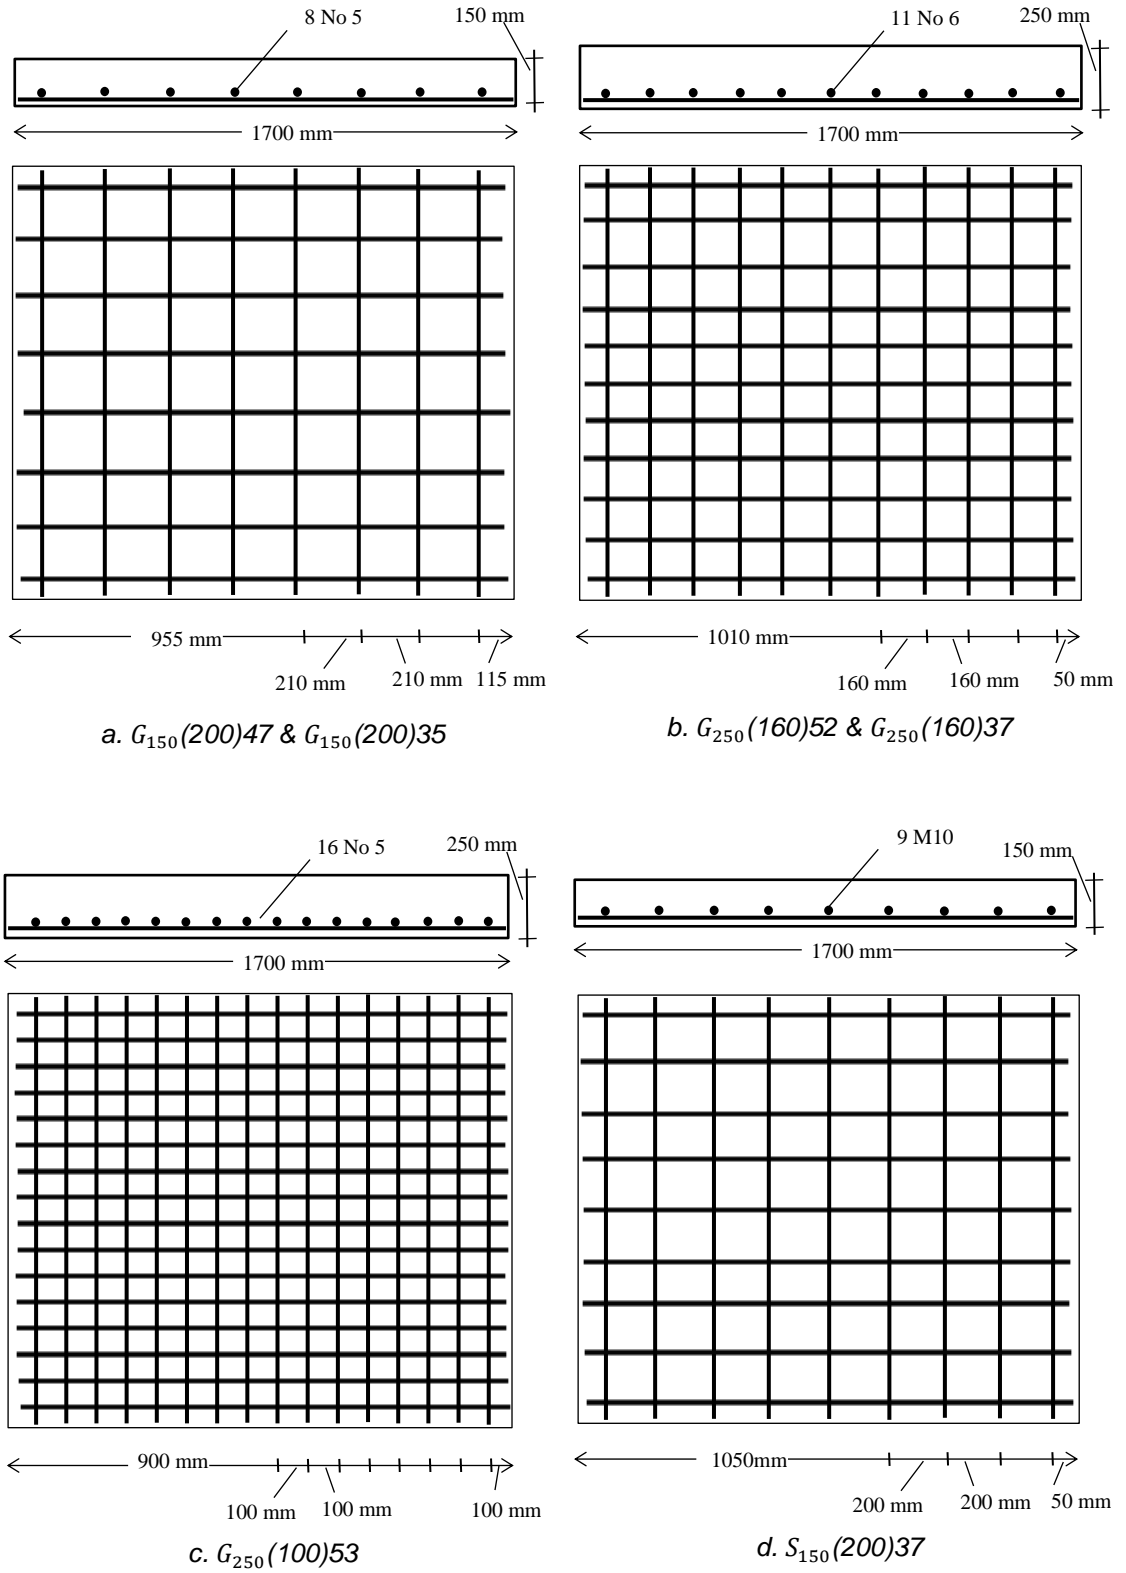 8 No 5
150 mm
1700 mm
955 mm
210 mm
210 mm
115 mm
a. G₁₅₀(200)47 & G₁₅₀(200)35
11 No 6
250 mm
1700 mm
1010 mm
160 mm
160 mm
50 mm
b. G₂₅₀(160)52 & G₂₅₀(160)37
16 No 5
250 mm
1700 mm
900 mm
100 mm
100 mm
100 mm
c. G₂₅₀(100)53
9 M10
150 mm
1700 mm
1050mm
200 mm
200 mm
50 mm
d. S₁₅₀(200)37